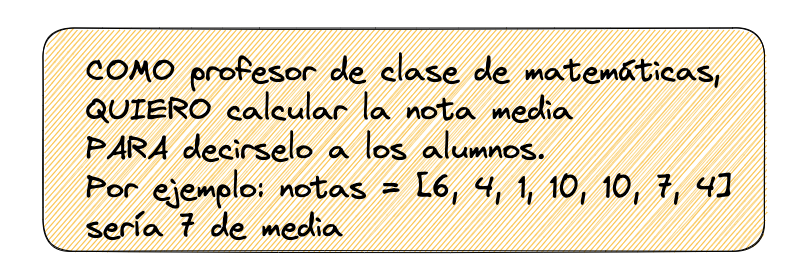 COMO profesor de clase de matemáticas,
QUIERO calcular la nota media
PARA decirselo a los alumnos.
Por ejemplo: notas = [6, 4, 1, 10, 10, 7, 4]
sería 7 de media